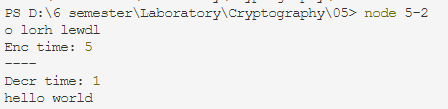 PS D:\6 semester\Laboratory\Cryptography\05> node 5-2
o lorh lewdl
Enc time: 5
----
Decr time: 1
hello world